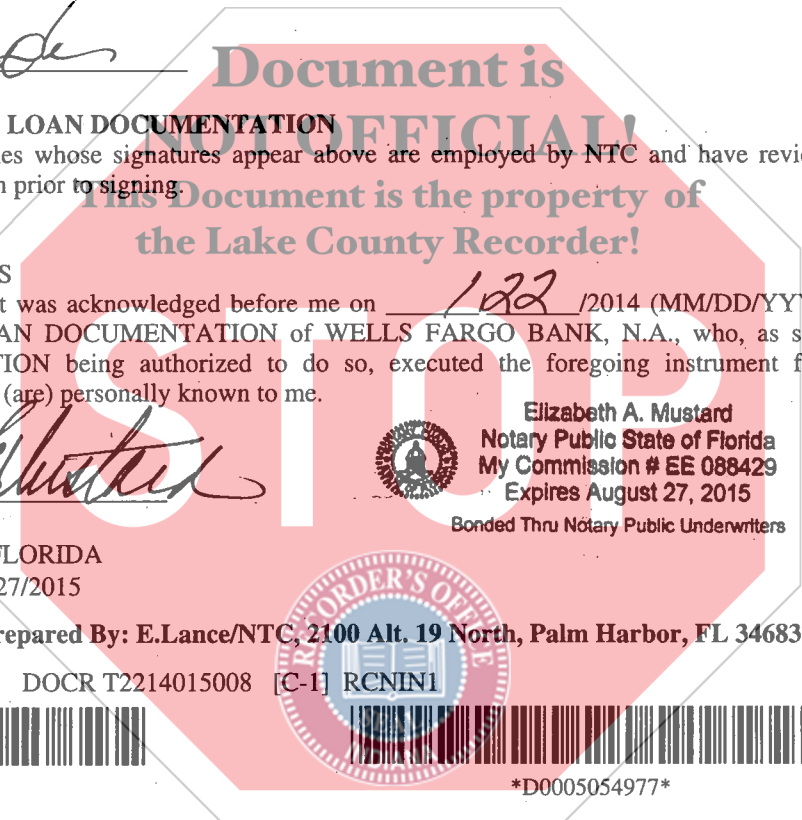 Document is
LOAN DOCUMENTATION
NOT OFFICIAL!
es whose signatures appear above are employed by NTC and have revi
n prior to signing.
This Document is the property of
the Lake County Recorder!
S
t was acknowledged before me on 1/22/2014 (MM/DD/YYY
AN DOCUMENTATION of WELLS FARGO BANK, N.A., who, as s
TION being authorized to do so, executed the foregoing instrument f
(are) personally known to me.
STOP
Elizabeth A. Mustard
Notary Public State of Florida
My Commission # EE 088429
Expires August 27, 2015
Bonded Thru Notary Public Underwriters
FLORIDA
27/2015
repared By: E.Lance/NTC, 2100 Alt. 19 North, Palm Harbor, FL 34683
RECORDER'S OFFICE
DOCR T2214015008 [C-1] RCNIN1
SEAL
INDIANA
*D0005054977*